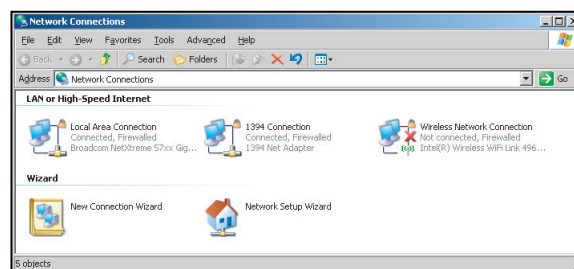 Network Connections
File Edit View Favorites Tools Advanced Help
Back Search Folders
Address Network Connections Go
LAN or High-Speed Internet
Local Area Connection
Connected, Firewalled
Broadcom NetXtreme 57xx Gig...
1394 Connection
Connected, Firewalled
1394 Net Adapter
Wireless Network Connection
Not connected, Firewalled
Intel(R) Wireless WiFi Link 496...
Wizard
New Connection Wizard
Network Setup Wizard
5 objects